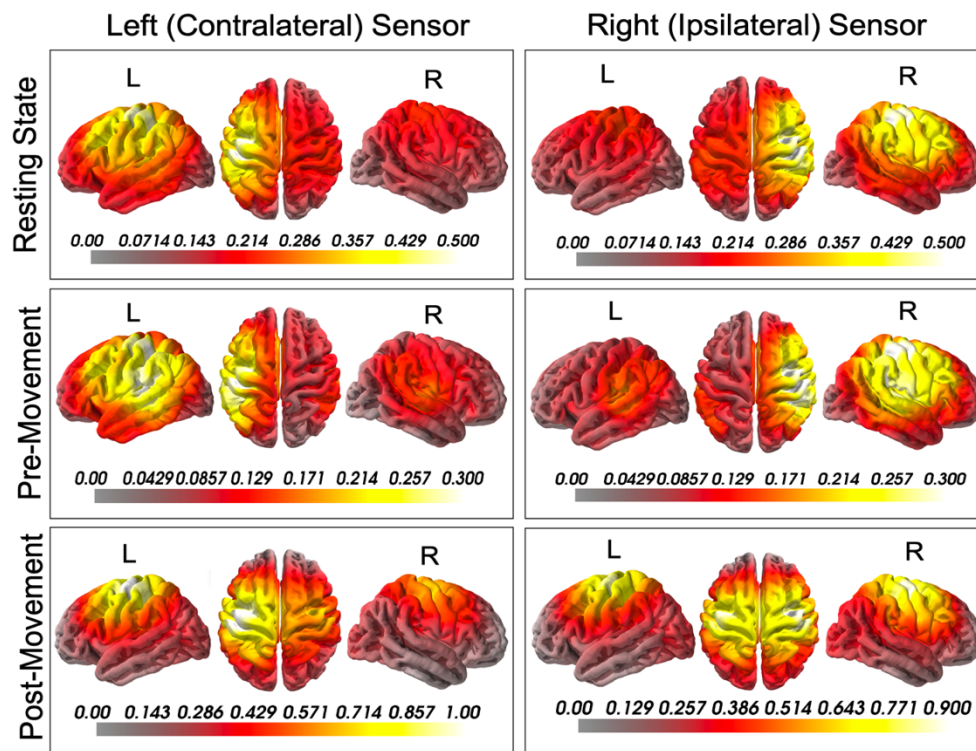 Left (Contralateral) Sensor
Right (Ipsilateral) Sensor
Resting State
L
R
0.00 0.0714 0.143 0.214 0.286 0.357 0.429 0.500
L
R
0.00 0.0714 0.143 0.214 0.286 0.357 0.429 0.500
Pre-Movement
L
R
0.00 0.0429 0.0857 0.129 0.171 0.214 0.257 0.300
L
R
0.00 0.0429 0.0857 0.129 0.171 0.214 0.257 0.300
Post-Movement
L
R
0.00 0.143 0.286 0.429 0.571 0.714 0.857 1.00
L
R
0.00 0.129 0.257 0.386 0.514 0.643 0.771 0.900